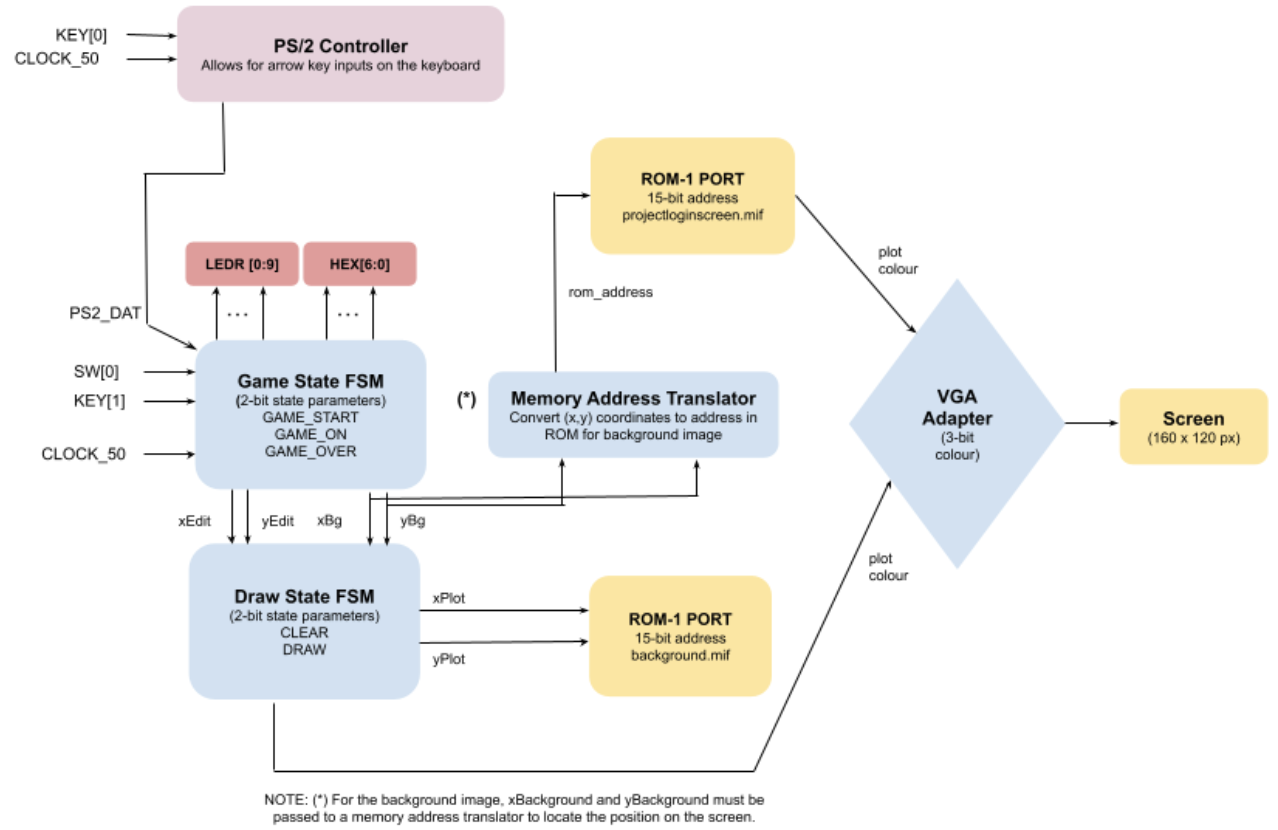 KEY[0]
CLOCK_50
PS/2 Controller
Allows for arrow key inputs on the keyboard
ROM-1 PORT
15-bit address
projectloginscreen.mif
plot
colour
LEDR [0:9]
HEX[6:0]
...
...
rom_address
PS2_DAT
SW[0]
KEY[1]
CLOCK_50
Game State FSM
(2-bit state parameters)
GAME_START
GAME_ON
GAME_OVER
(*)
Memory Address Translator
Convert (x,y) coordinates to address in
ROM for background image
VGA
Adapter
(3-bit
colour)
Screen
(160 x 120 px)
xEdit
yEdit
xBg
yBg
Draw State FSM
(2-bit state parameters)
CLEAR
DRAW
xPlot
yPlot
ROM-1 PORT
15-bit address
background.mif
plot
colour
NOTE: (*) For the background image, xBackground and yBackground must be
passed to a memory address translator to locate the position on the screen.